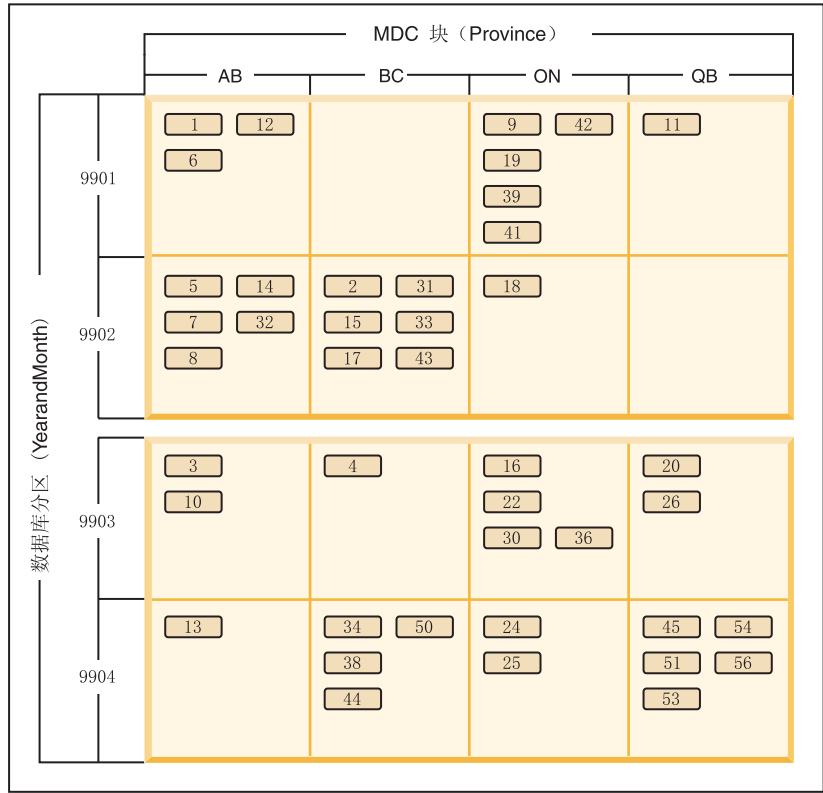 MDC 块（Province）
AB BC ON QB
数据库分区（YearandMonth）
9901
1 12 9 42 11
6 19
39
41
9902
5 14 2 31 18
7 32 15 33
8 17 43
9903
3 4 16 20
10 22 26
30 36
9904
13 34 50 24 45 54
38 25 51 56
44 53